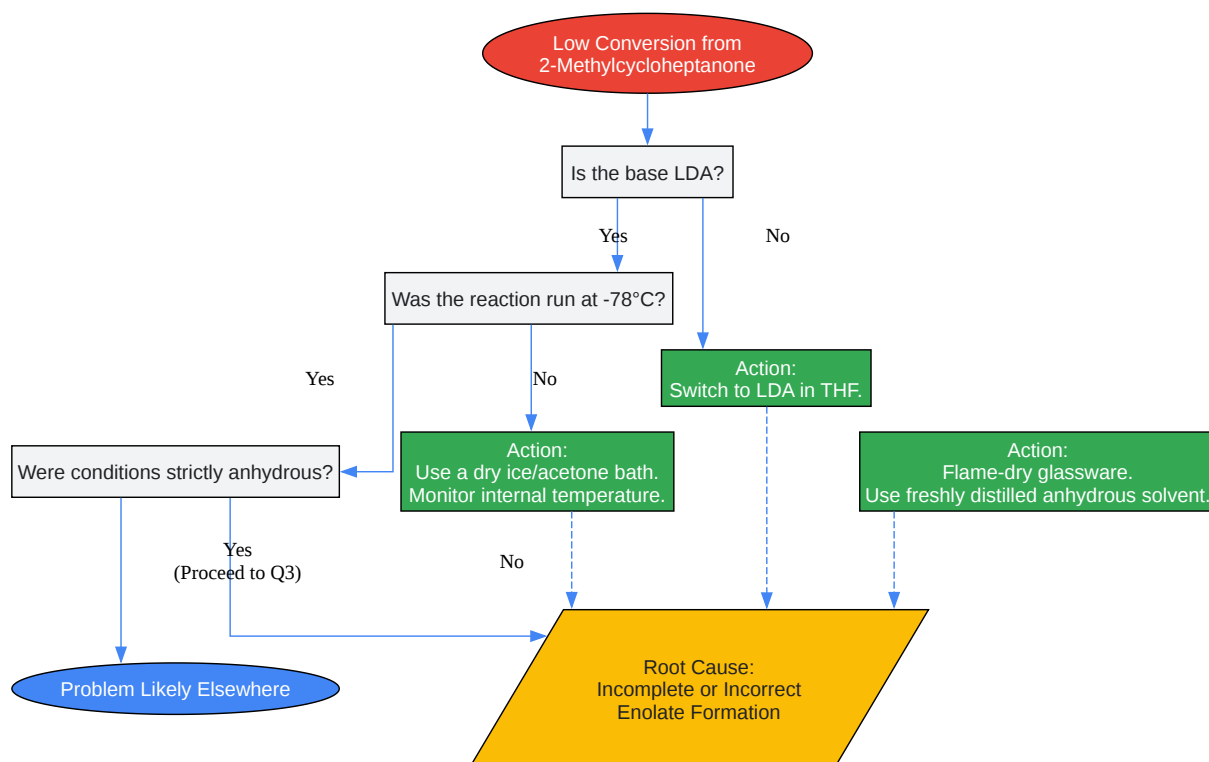 Low Conversion from
2-Methylcycloheptanone
Is the base LDA?
Yes
No
Was the reaction run at -78°C?
Yes
No
Action:
Switch to LDA in THF.
Were conditions strictly anhydrous?
Action:
Use a dry ice/acetone bath.
Monitor internal temperature.
Action:
Flame-dry glassware.
Use freshly distilled anhydrous solvent.
Yes
(Proceed to Q3)
No
Problem Likely Elsewhere
Root Cause:
Incomplete or Incorrect
Enolate Formation